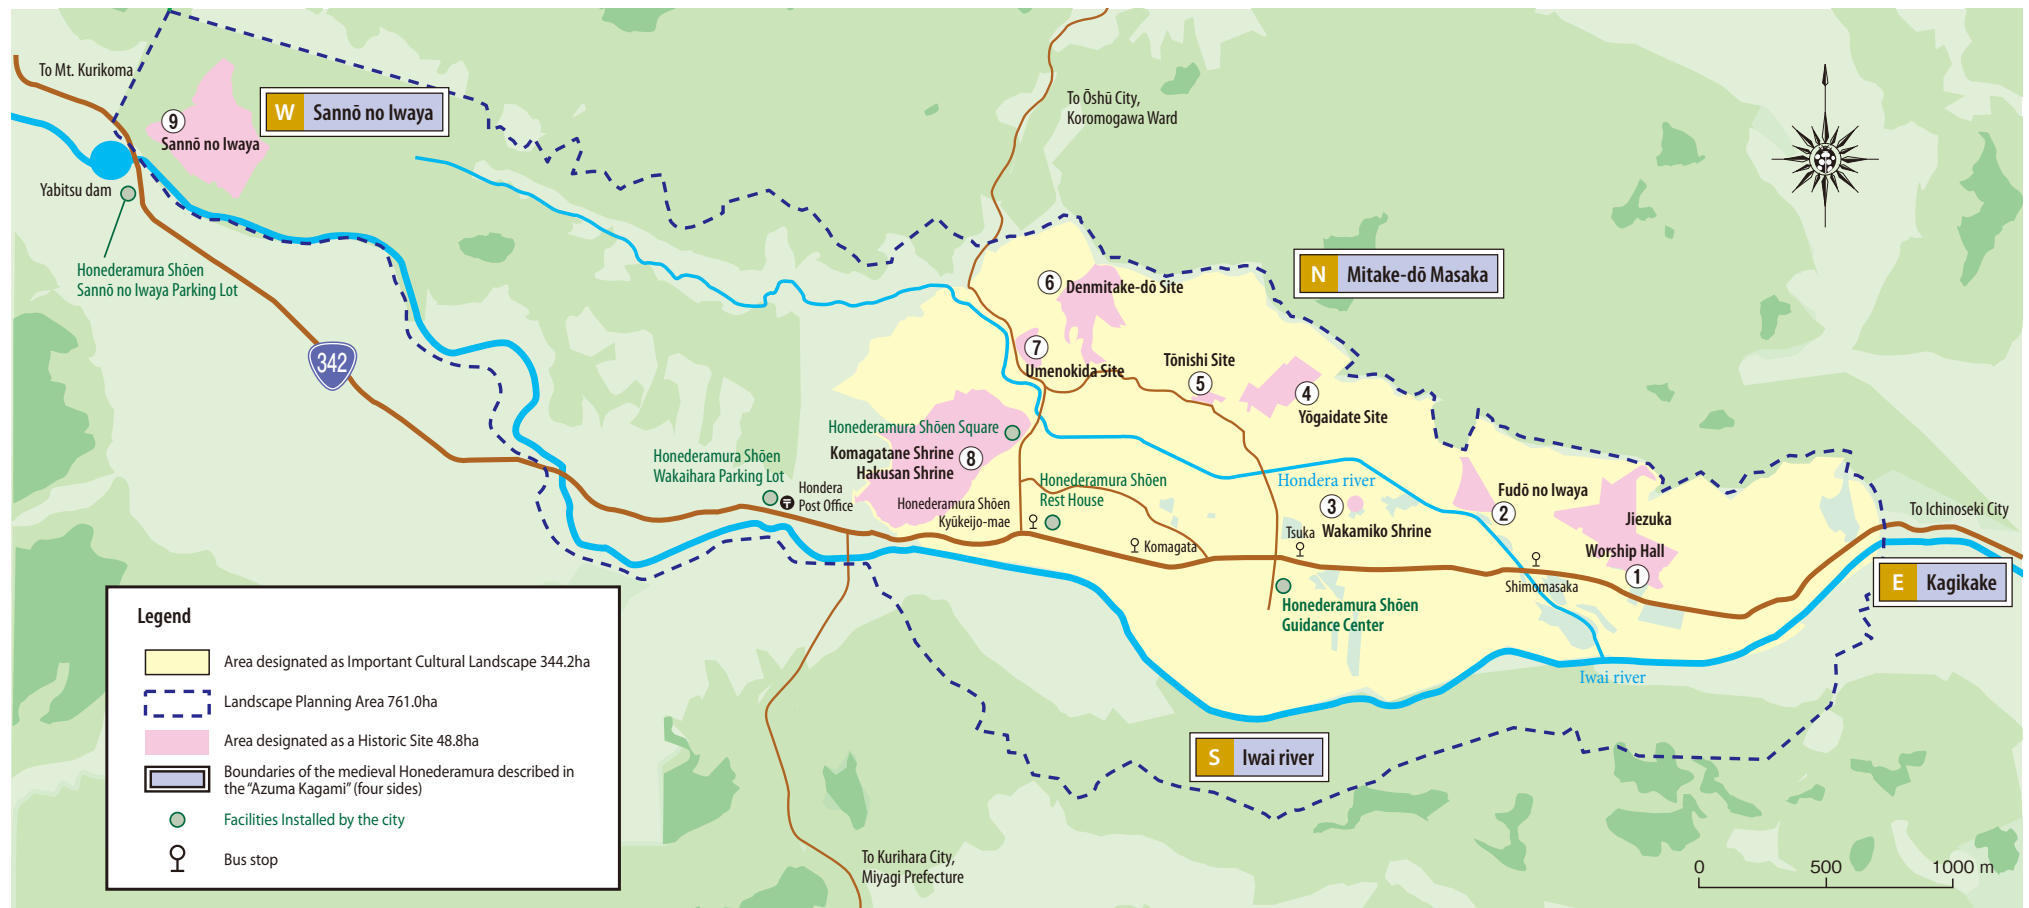 To Mt. Kurikoma
9
Sannō no Iwaya
W
Sannō no Iwaya
Yabitsu dam
Honederamura Shōen
Sannō no Iwaya Parking Lot
342
To Ōshū City,
Koromogawa Ward
N
Mitake-dō Masaka
6
Denmitake-dō Site
7
Umenokida Site
Tōnishi Site
5
4
Yōgaidate Site
Honederamura Shōen Square
Komagatane Shrine
Hakusan Shrine
8
Honederamura Shōen
Wakaihara Parking Lot
Hondera
Post Office
Honederamura Shōen
Kyūkeijo-mae
Honederamura Shōen
Rest House
Komagata
Hondera river
3
Wakamiko Shrine
Tsuka
Fudō no Iwaya
2
Jiezuka
Worship Hall
1
Shimomasaka
Honederamura Shōen
Guidance Center
To Ichinoseki City
E
Kagikake
Iwai river
S
Iwai river
To Kurihara City,
Miyagi Prefecture
Legend
Area designated as Important Cultural Landscape 344.2ha
Landscape Planning Area 761.0ha
Area designated as a Historic Site 48.8ha
Boundaries of the medieval Honederamura described in
the “Azuma Kagami” (four sides)
Facilities Installed by the city
Bus stop
0 500 1000 m